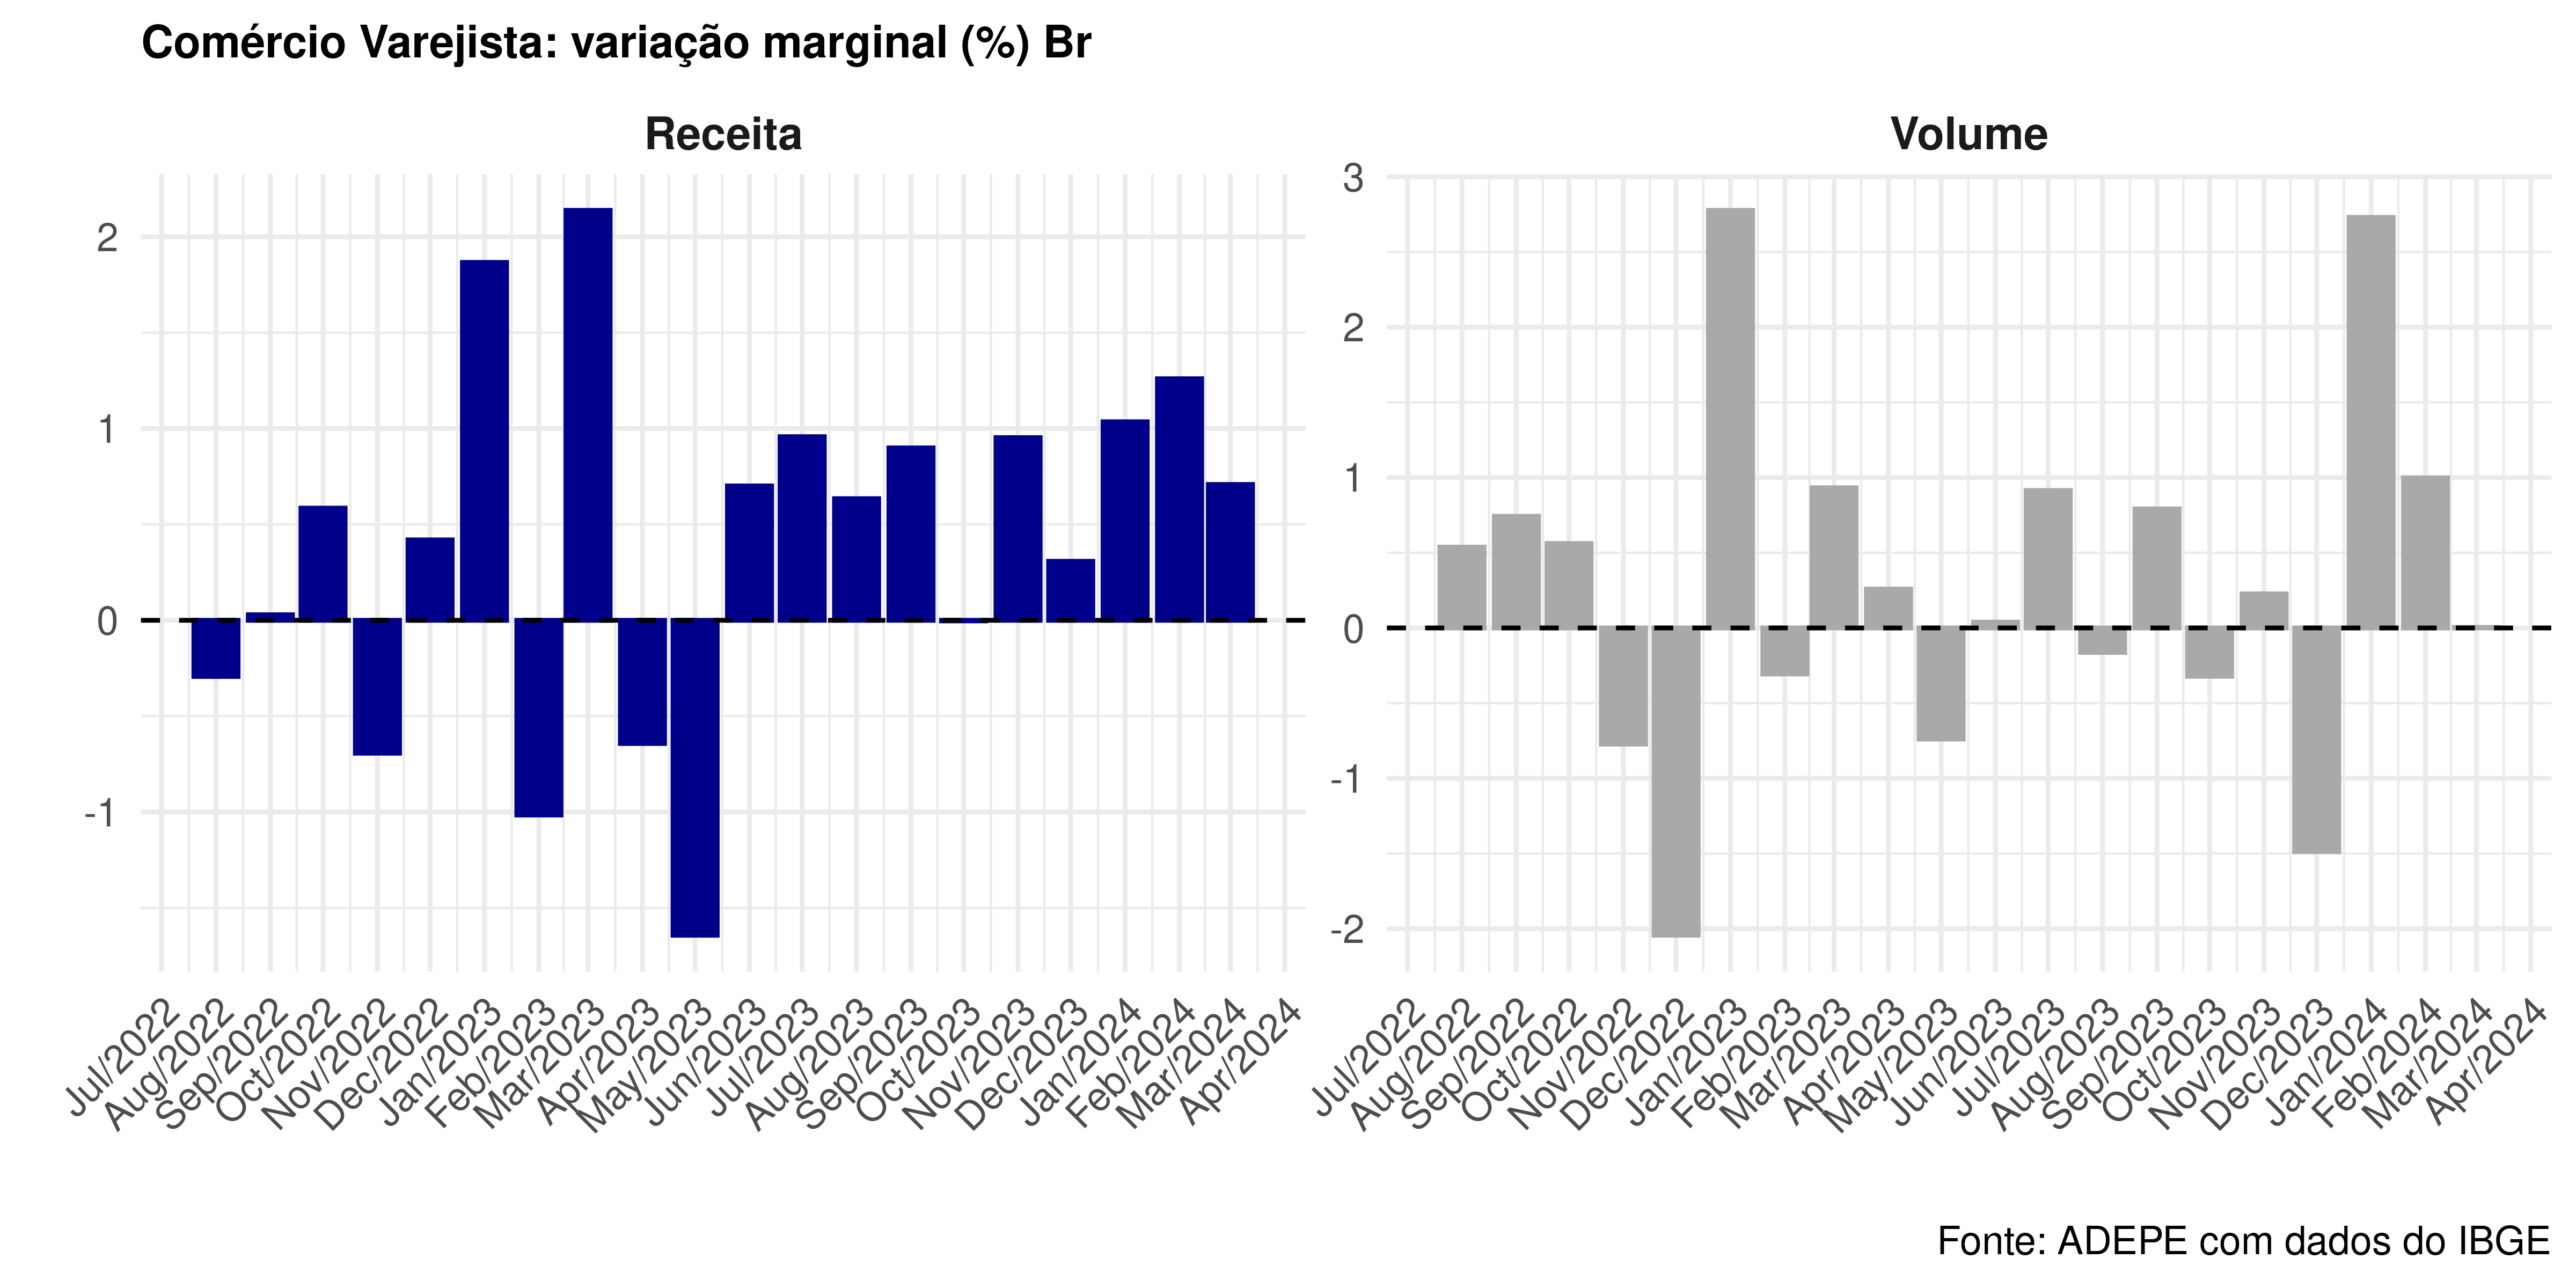 Comércio Varejista: variação marginal (%) Br
Receita
2
1
0
-1
Jul/2022
Aug/2022
Sep/2022
Oct/2022
Nov/2022
Dec/2022
Jan/2023
Feb/2023
Mar/2023
Apr/2023
May/2023
Jun/2023
Jul/2023
Aug/2023
Sep/2023
Oct/2023
Nov/2023
Dec/2023
Jan/2024
Feb/2024
Mar/2024
Apr/2024
Volume
3
2
1
0
-1
-2
Jul/2022
Aug/2022
Sep/2022
Oct/2022
Nov/2022
Dec/2022
Jan/2023
Feb/2023
Mar/2023
Apr/2023
May/2023
Jun/2023
Jul/2023
Aug/2023
Sep/2023
Oct/2023
Nov/2023
Dec/2023
Jan/2024
Feb/2024
Mar/2024
Apr/2024
Fonte: ADEPE com dados do IBGE